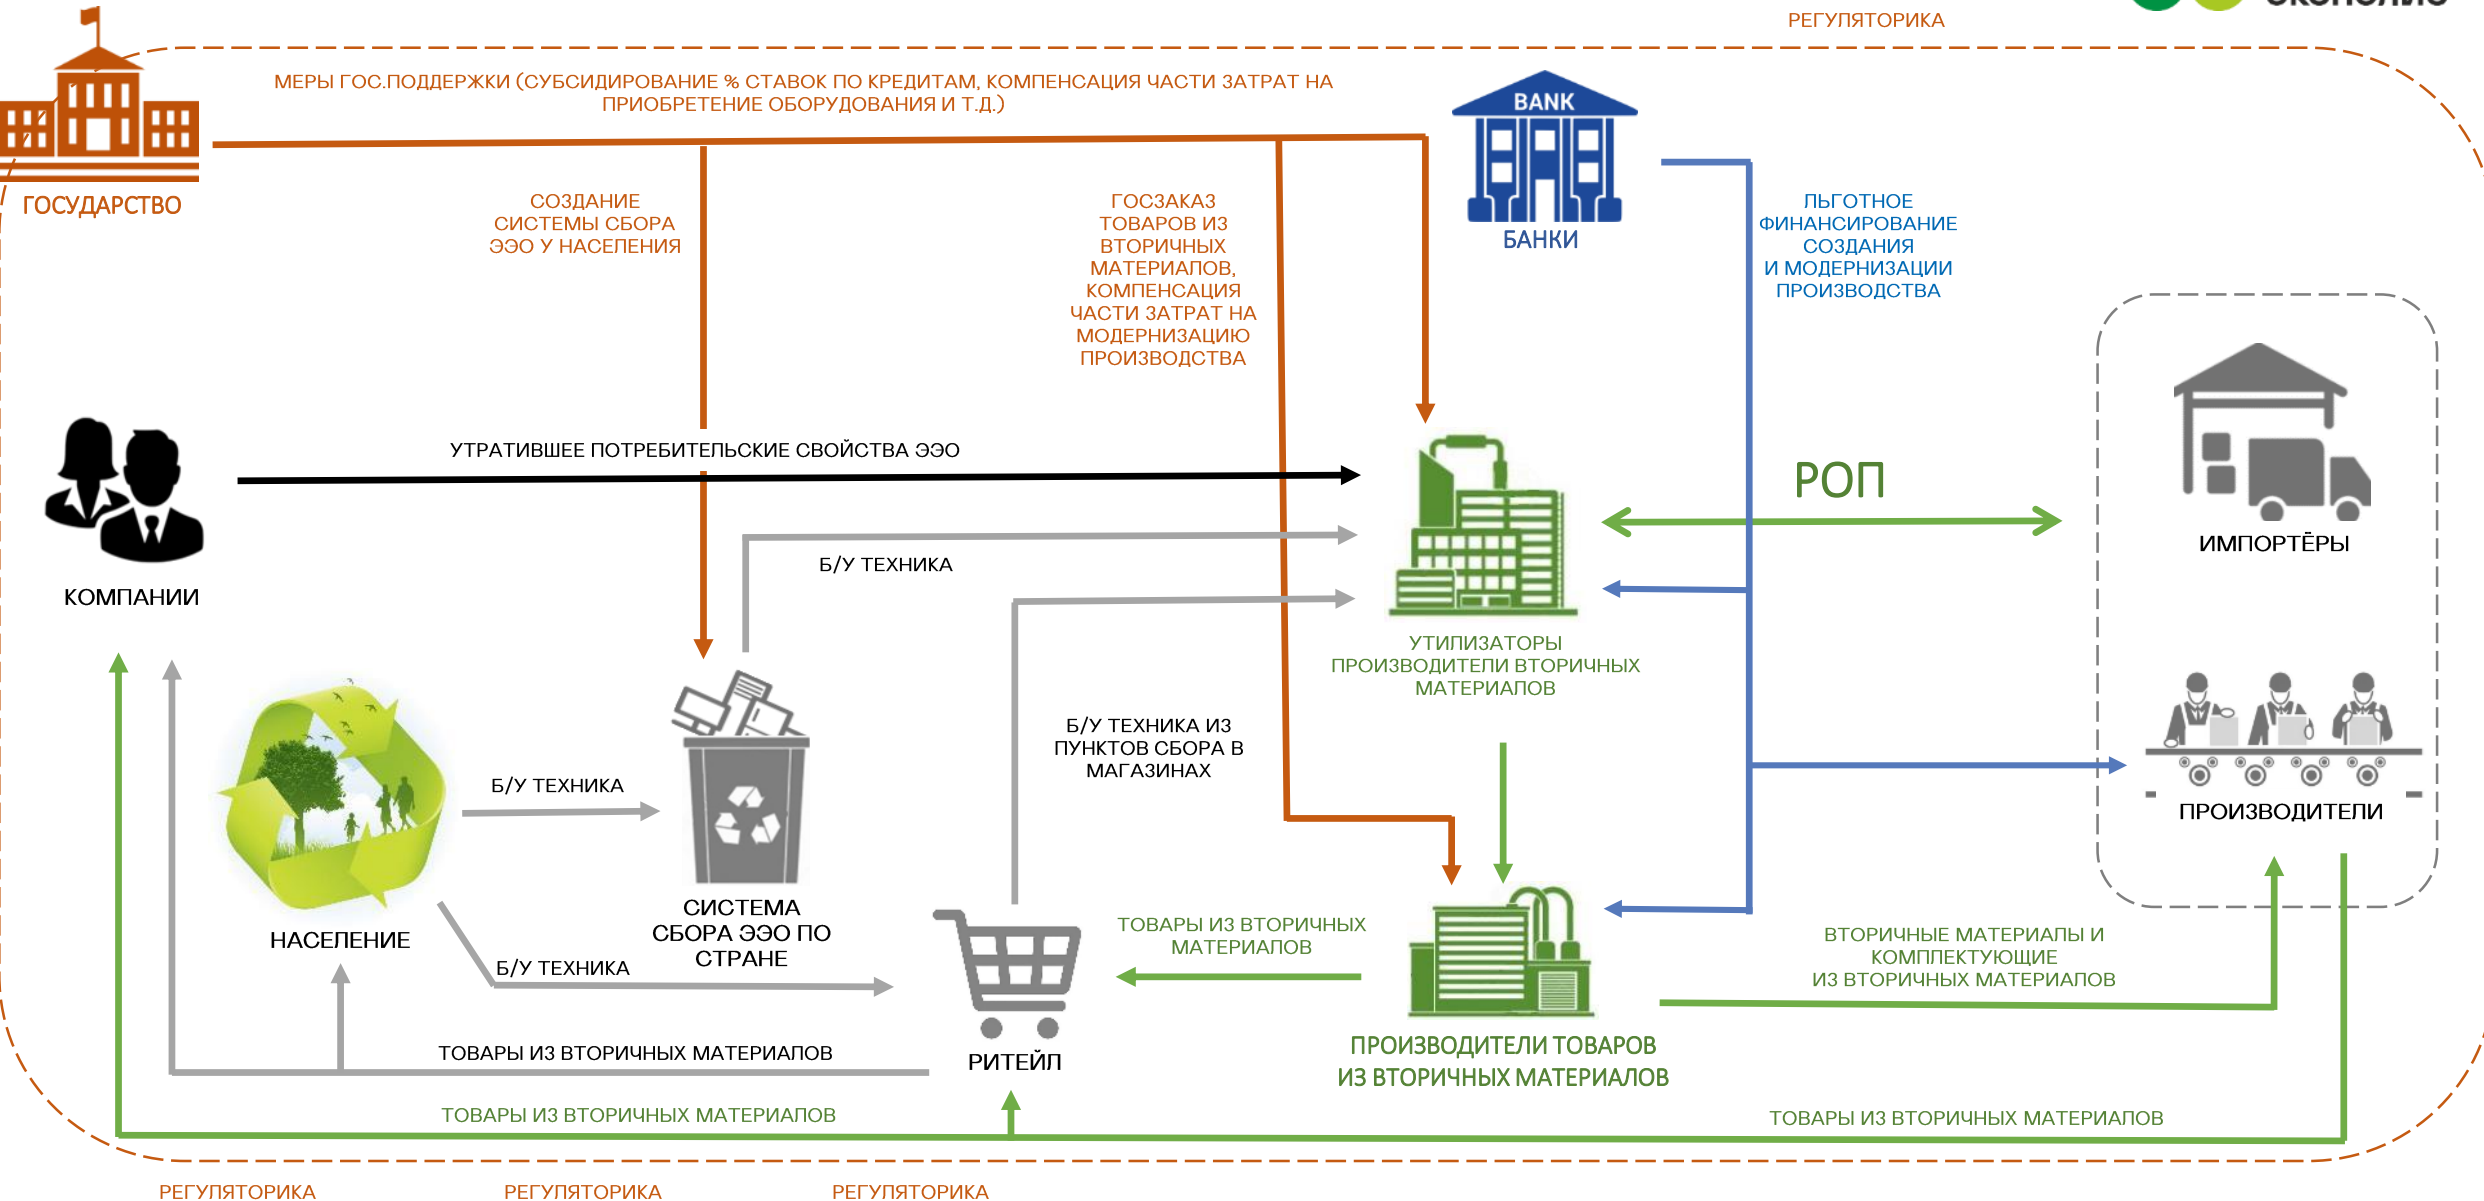 РЕГУЛЯТОРИКА
МЕРЫ ГОС.ПОДДЕРЖКИ (СУБСИДИРОВАНИЕ % СТАВОК ПО КРЕДИТАМ, КОМПЕНСАЦИЯ ЧАСТИ ЗАТРАТ НА
ПРИОБРЕТЕНИЕ ОБОРУДОВАНИЯ И Т.Д.)
BANK
ГОСУДАРСТВО
СОЗДАНИЕ
СИСТЕМЫ СБОРА
ЭЭО У НАСЕЛЕНИЯ
ГОСЗАКАЗ
ТОВАРОВ ИЗ
ВТОРИЧНЫХ
МАТЕРИАЛОВ,
КОМПЕНСАЦИЯ
ЧАСТИ ЗАТРАТ НА
МОДЕРНИЗАЦИЮ
ПРОИЗВОДСТВА
БАНКИ
ЛЬГОТНОЕ
ФИНАНСИРОВАНИЕ
СОЗДАНИЯ
И МОДЕРНИЗАЦИИ
ПРОИЗВОДСТВА
УТРАТИВШЕЕ ПОТРЕБИТЕЛЬСКИЕ СВОЙСТВА ЭЭО
РОП
ИМПОРТЁРЫ
Б/У ТЕХНИКА
КОМПАНИИ
УТИЛИЗАТОРЫ
ПРОИЗВОДИТЕЛИ ВТОРИЧНЫХ
МАТЕРИАЛОВ
Б/У ТЕХНИКА ИЗ
ПУНКТОВ СБОРА В
МАГАЗИНАХ
Б/У ТЕХНИКА
ПРОИЗВОДИТЕЛИ
СИСТЕМА
СБОРА ЭЭО ПО
СТРАНЕ
НАСЕЛЕНИЕ
Б/У ТЕХНИКА
ТОВАРЫ ИЗ ВТОРИЧНЫХ
МАТЕРИАЛОВ
ВТОРИЧНЫЕ МАТЕРИАЛЫ И
КОМПЛЕКТУЮЩИЕ
ИЗ ВТОРИЧНЫХ МАТЕРИАЛОВ
ТОВАРЫ ИЗ ВТОРИЧНЫХ МАТЕРИАЛОВ
РИТЕЙЛ
ПРОИЗВОДИТЕЛИ ТОВАРОВ
ИЗ ВТОРИЧНЫХ МАТЕРИАЛОВ
ТОВАРЫ ИЗ ВТОРИЧНЫХ МАТЕРИАЛОВ
ТОВАРЫ ИЗ ВТОРИЧНЫХ МАТЕРИАЛОВ
РЕГУЛЯТОРИКА
РЕГУЛЯТОРИКА
РЕГУЛЯТОРИКА